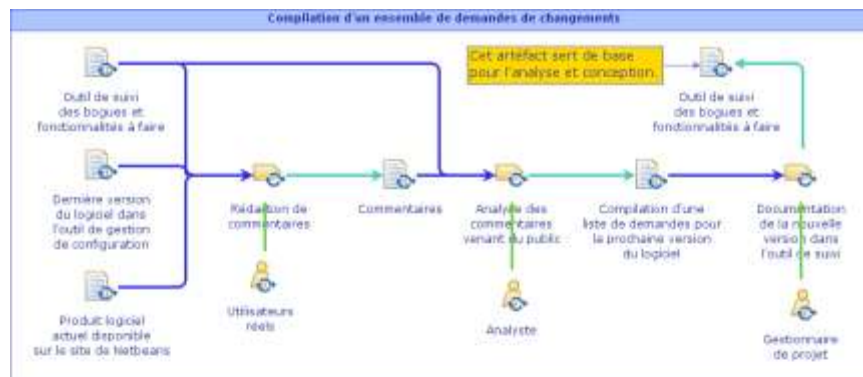 Compilation d'un ensemble de demandes de changements
Cet artéfact sert de base
pour l'analyse et conception.
Outil de suivi
des bogues et
fonctionnalités à faire
Outil de suivi
des bogues et
fonctionnalités à faire
Dernière version
du logiciel dans
l'outil de gestion
de configuration
Rédaction de
commentaires
Commentaires
Analyse des
commentaires
venant du public
Compilation d'une
liste de demandes pour
la prochaine version
du logiciel
Documentation
de la nouvelle
version dans
l'outil de suivi
Produit logiciel
actuel disponible
sur le site de Netbeans
Utilisateurs
réels
Analyste
Gestionnaire
de projet